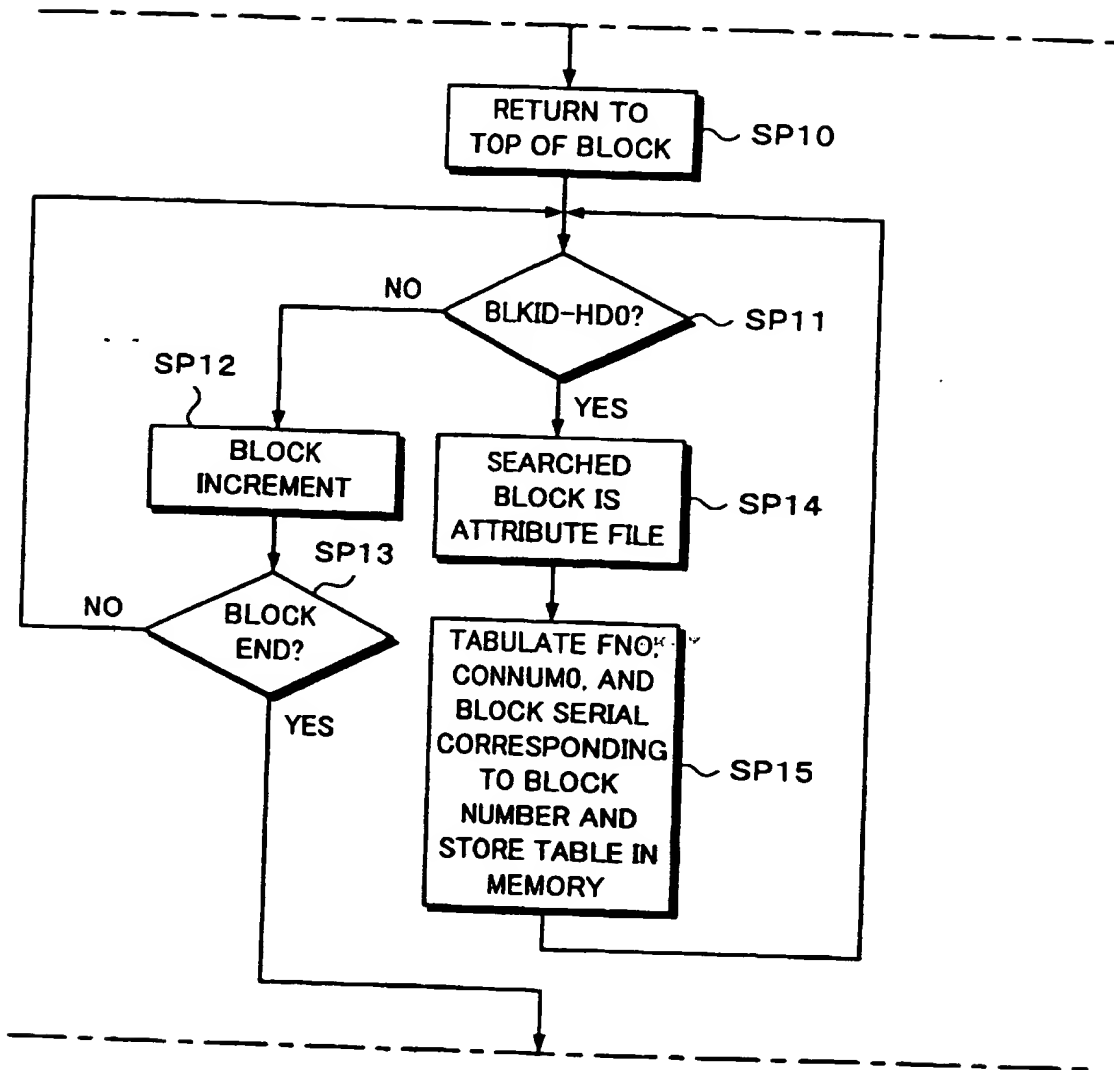 RETURN TO
TOP OF BLOCK
SP10
NO
BLKID-HD0?
SP11
SP12
YES
BLOCK
INCREMENT
SEARCHED
BLOCK IS
ATTRIBUTE FILE
SP14
SP13
NO
BLOCK
END?
YES
TABULATE FNO,
CONNUM0, AND
BLOCK SERIAL
CORRESPONDING
TO BLOCK
NUMBER AND
STORE TABLE IN
MEMORY
SP15